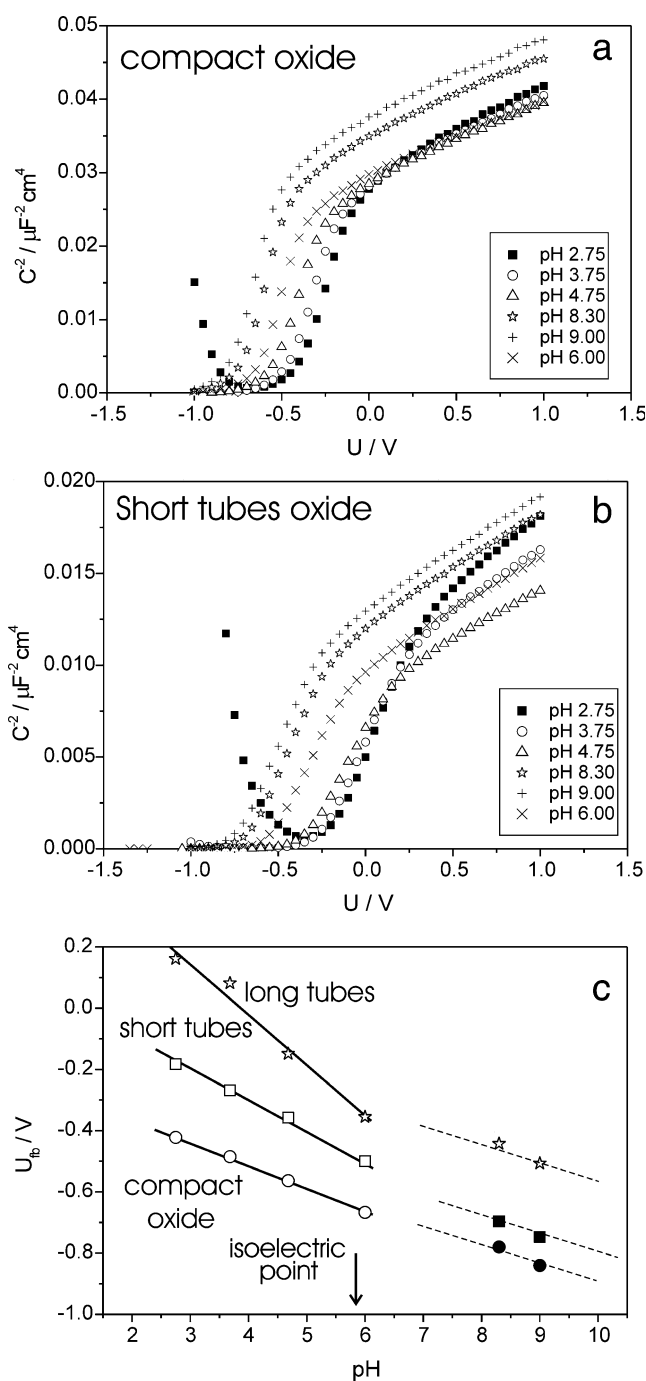 compact oxide
a
0.05
0.04
0.03
0.02
0.01
0.00
C⁻² / μF⁻² cm⁴
pH 2.75
pH 3.75
pH 4.75
pH 8.30
pH 9.00
pH 6.00
-1.5 -1.0 -0.5 0.0 0.5 1.0 1.5
U / V
Short tubes oxide
b
0.020
0.015
0.010
0.005
0.000
C⁻² / μF⁻² cm⁴
pH 2.75
pH 3.75
pH 4.75
pH 8.30
pH 9.00
pH 6.00
-1.5 -1.0 -0.5 0.0 0.5 1.0 1.5
U / V
c
0.2
0.0
-0.2
-0.4
-0.6
-0.8
-1.0
U_fb / V
long tubes
short tubes
compact
oxide
isoelectric
point
2 3 4 5 6 7 8 9 10
pH